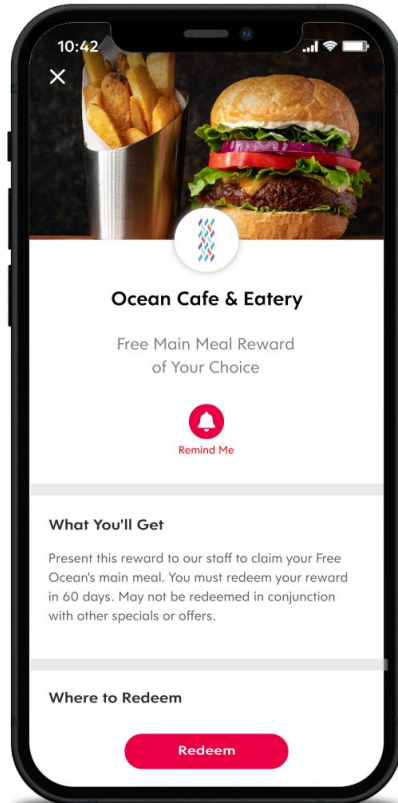 10:42
Ocean Cafe & Eatery
Free Main Meal Reward
of Your Choice
Remind Me
What You'll Get
Present this reward to our staff to claim your Free
Ocean's main meal. You must redeem your reward
in 60 days. May not be redeemed in conjunction
with other specials or offers.
Where to Redeem
Redeem